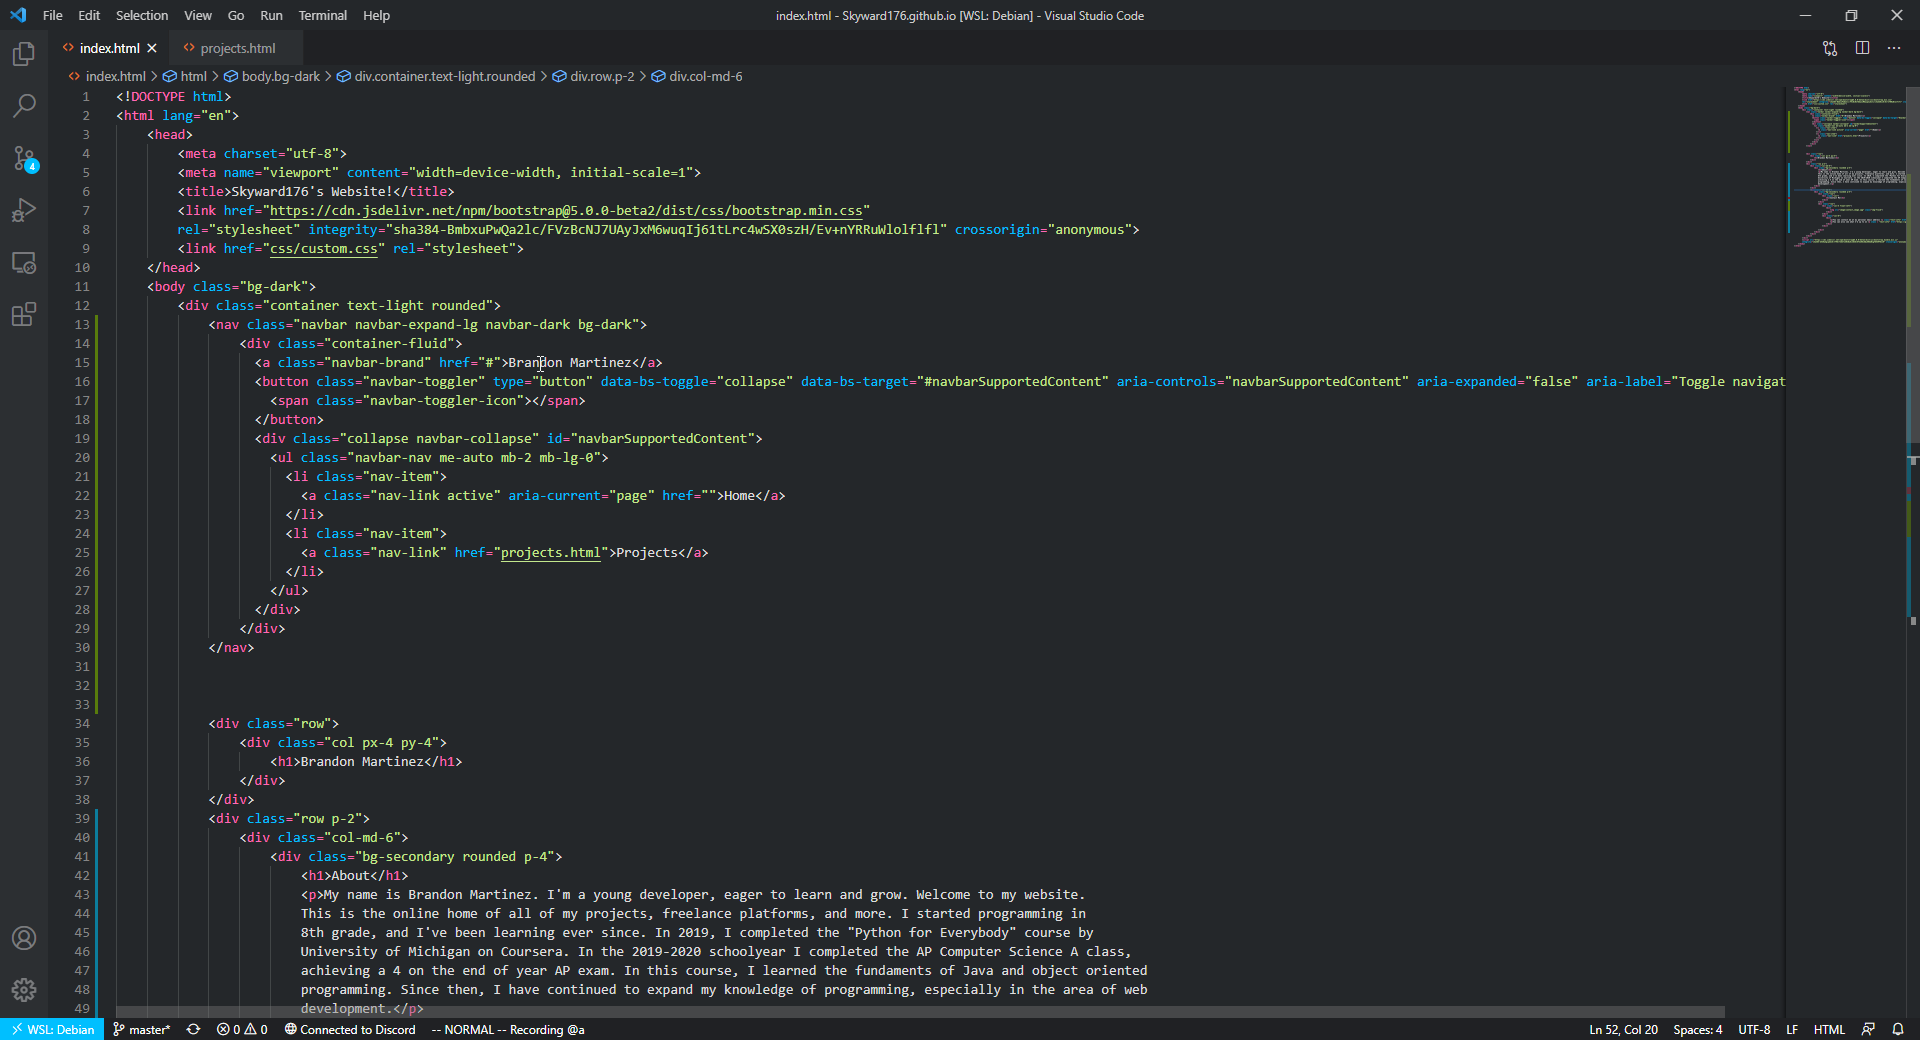 File Edit Selection View Go Run Terminal Help
index.html - Skyward176.github.io [WSL: Debian] - Visual Studio Code
index.html
projects.html
index.html > html > body.bg-dark > div.container.text-light.rounded > div.row.p-2 > div.col-md-6
1 <!DOCTYPE html>
2 <html lang="en">
3 <head>
4 <meta charset="utf-8">
5 <meta name="viewport" content="width=device-width, initial-scale=1">
6 <title>Skyward176's Website!</title>
7 <link href="https://cdn.jsdelivr.net/npm/bootstrap@5.0.0-beta2/dist/css/bootstrap.min.css"
8 rel="stylesheet" integrity="sha384-BmbxuPwQa2lc/FVzBcNJ7UAyJxM6wuqIj61tLrc4wSX0szH/Ev+nYRRuWlolflfl" crossorigin="anonymous">
9 <link href="css/custom.css" rel="stylesheet">
10 </head>
11 <body class="bg-dark">
12 <div class="container text-light rounded">
13 <nav class="navbar navbar-expand-lg navbar-dark bg-dark">
14 <div class="container-fluid">
15 <a class="navbar-brand" href="#">Brandon Martinez</a>
16 <button class="navbar-toggler" type="button" data-bs-toggle="collapse" data-bs-target="#navbarSupportedContent" aria-controls="navbarSupportedContent" aria-expanded="false" aria-label="Toggle navigat
17 <span class="navbar-toggler-icon"></span>
18 </button>
19 <div class="collapse navbar-collapse" id="navbarSupportedContent">
20 <ul class="navbar-nav me-auto mb-2 mb-lg-0">
21 <li class="nav-item">
22 <a class="nav-link active" aria-current="page" href="">Home</a>
23 </li>
24 <li class="nav-item">
25 <a class="nav-link" href="projects.html">Projects</a>
26 </li>
27 </ul>
28 </div>
29 </div>
30 </nav>
31
32
33
34 <div class="row">
35 <div class="col px-4 py-4">
36 <h1>Brandon Martinez</h1>
37 </div>
38 </div>
39 <div class="row p-2">
40 <div class="col-md-6">
41 <div class="bg-secondary rounded p-4">
42 <h1>About</h1>
43 <p>My name is Brandon Martinez. I'm a young developer, eager to learn and grow. Welcome to my website.
44 This is the online home of all of my projects, freelance platforms, and more. I started programming in
45 8th grade, and I've been learning ever since. In 2019, I completed the "Python for Everybody" course by
46 University of Michigan on Coursera. In the 2019-2020 schoolyear I completed the AP Computer Science A class,
47 achieving a 4 on the end of year AP exam. In this course, I learned the fundaments of Java and object oriented
48 programming. Since then, I have continued to expand my knowledge of programming, especially in the area of web
49 development.</p>
4
WSL: Debian master* 0 0 Connected to Discord -- NORMAL -- Recording @a Ln 52, Col 20 Spaces: 4 UTF-8 LF HTML